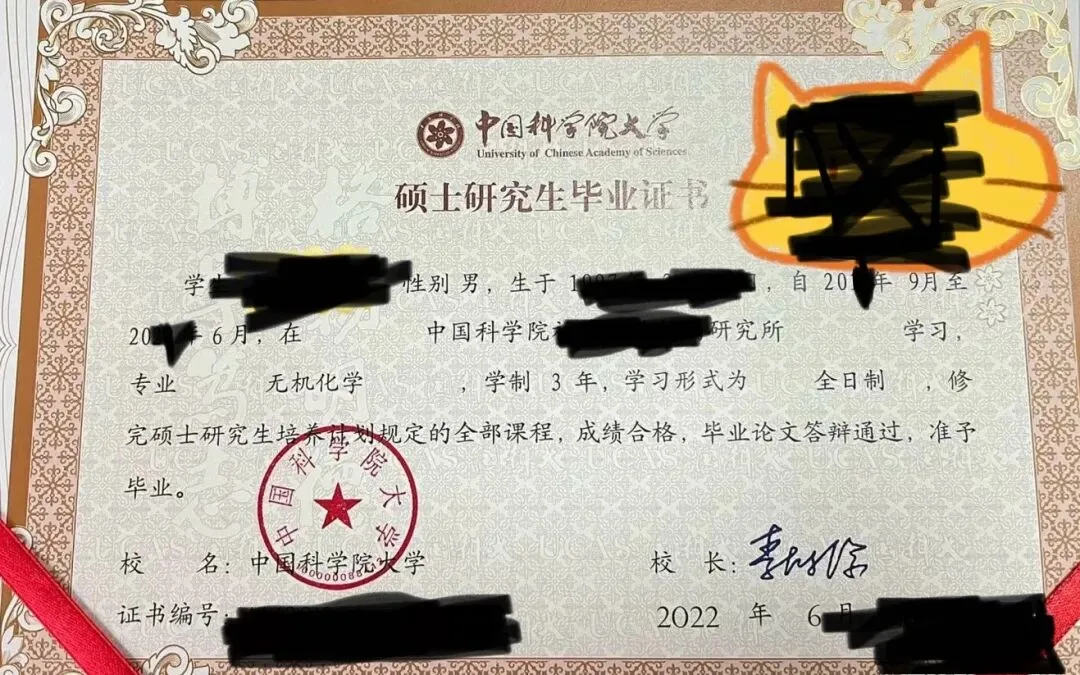 中国科学院大学
University of Chinese Academy of Sciences
硕士研究生毕业证书
学 性别 男，生于 ，自 20 年 9月至
20 年 6 月，在 中国科学院 研究所 学习，
专业 无机化学 ，学制 3 年，学习形式为 全日制 ，修
完硕士研究生培养计划规定的全部课程，成绩合格，毕业论文答辩通过，准予
毕业。
中国科学院大学
校 名：中国科学院大学 校 长：
证书编号： 2022 年 6 月